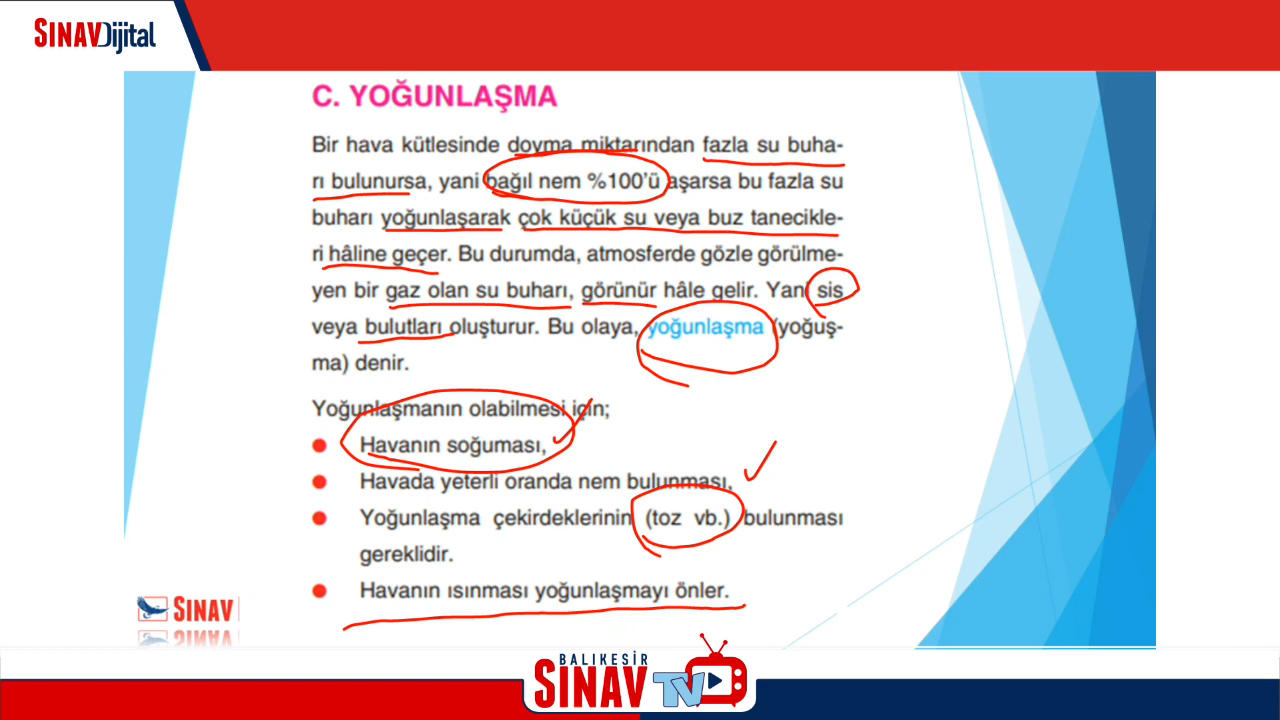 SINAVDijital
C. YOĞUNLAŞMA
Bir hava kütlesinde doyma miktarından fazla su buha-
rı bulunursa, yani bağıl nem %100'ü aşarsa bu fazla su
buharı yoğunlaşarak çok küçük su veya buz tanecikle-
ri hâline geçer. Bu durumda, atmosferde gözle görülme-
yen bir gaz olan su buharı, görünür hâle gelir. Yani sis
veya bulutları oluşturur. Bu olaya, yoğunlaşma (yoğuş-
ma) denir.
Yoğunlaşmanın olabilmesi için;
● Havanın soğuması,
● Havada yeterli oranda nem bulunması,
● Yoğunlaşma çekirdeklerinin (toz vb.) bulunması
gereklidir.
● Havanın ısınması yoğunlaşmayı önler.
SINAV
BALIKESİR
SINAV TV